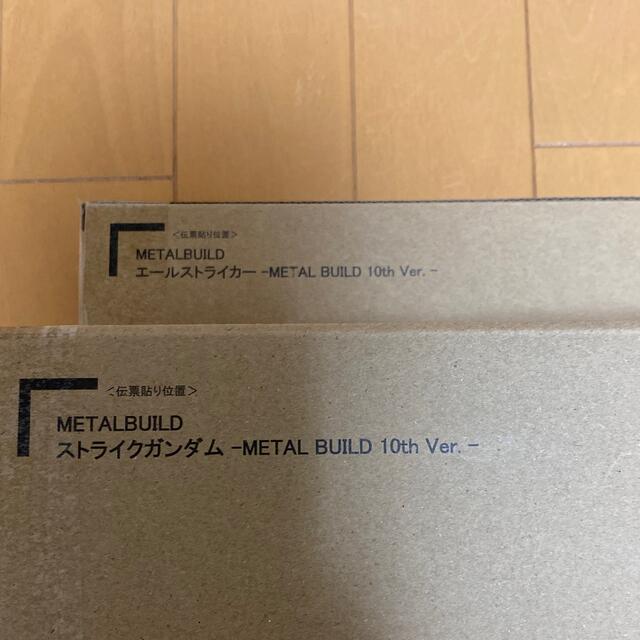 <伝票貼り位置>
METALBUILD
エールストライカー -METAL BUILD 10th Ver. -
<伝票貼り位置>
METALBUILD
ストライクガンダム -METAL BUILD 10th Ver. -